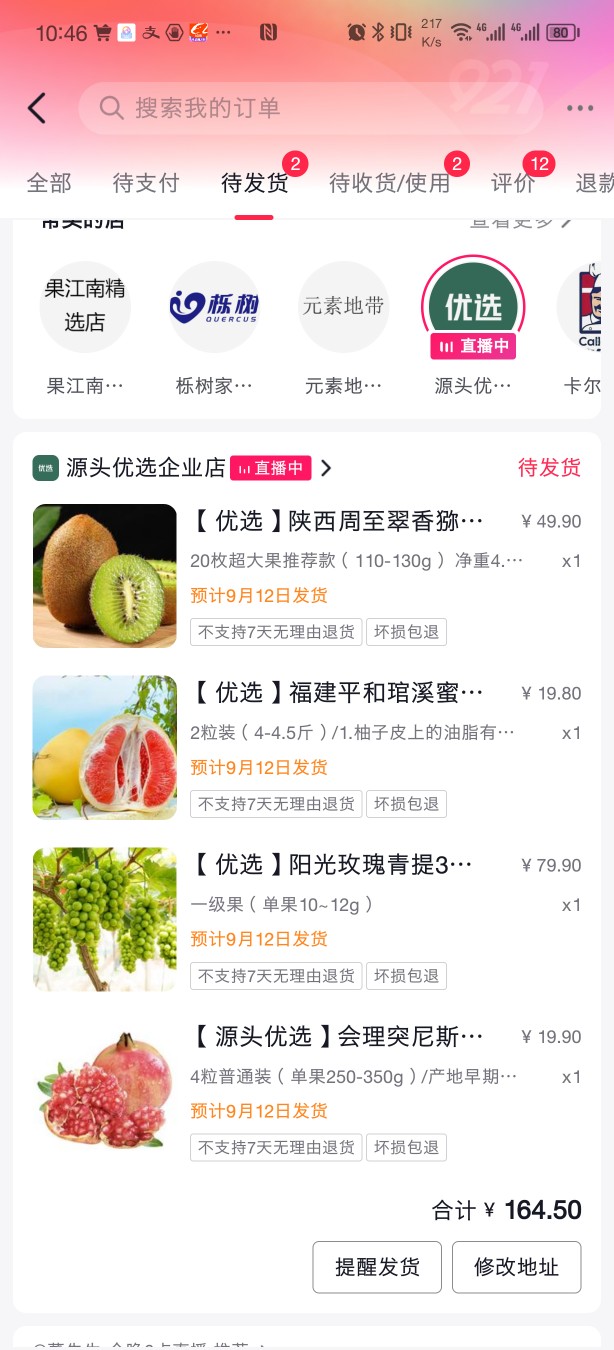 10:46
217
K/s
4G
4G
80
921
搜索我的订单
全部
待支付
待发货
2
待收货/使用
2
评价
12
退款
常买的店
查看更多
果江南精
选店
栎树
QUERCUS
元素地带
优选
直播中
Call
果江南…
栎树家…
元素地…
源头优…
卡尔
优选
源头优选企业店
直播中
待发货
【优选】陕西周至翠香猕…
¥ 49.90
20枚超大果推荐款（110-130g）净重4.…
x1
预计9月12日发货
不支持7天无理由退货
坏损包退
【优选】福建平和琯溪蜜…
¥ 19.80
2粒装（4-4.5斤）/1.柚子皮上的油脂有…
x1
预计9月12日发货
不支持7天无理由退货
坏损包退
【优选】阳光玫瑰青提3…
¥ 79.90
一级果（单果10~12g）
x1
预计9月12日发货
不支持7天无理由退货
坏损包退
【源头优选】会理突尼斯…
¥ 19.90
4粒普通装（单果250-350g）/产地早期…
x1
预计9月12日发货
不支持7天无理由退货
坏损包退
合计 ¥ 164.50
提醒发货
修改地址